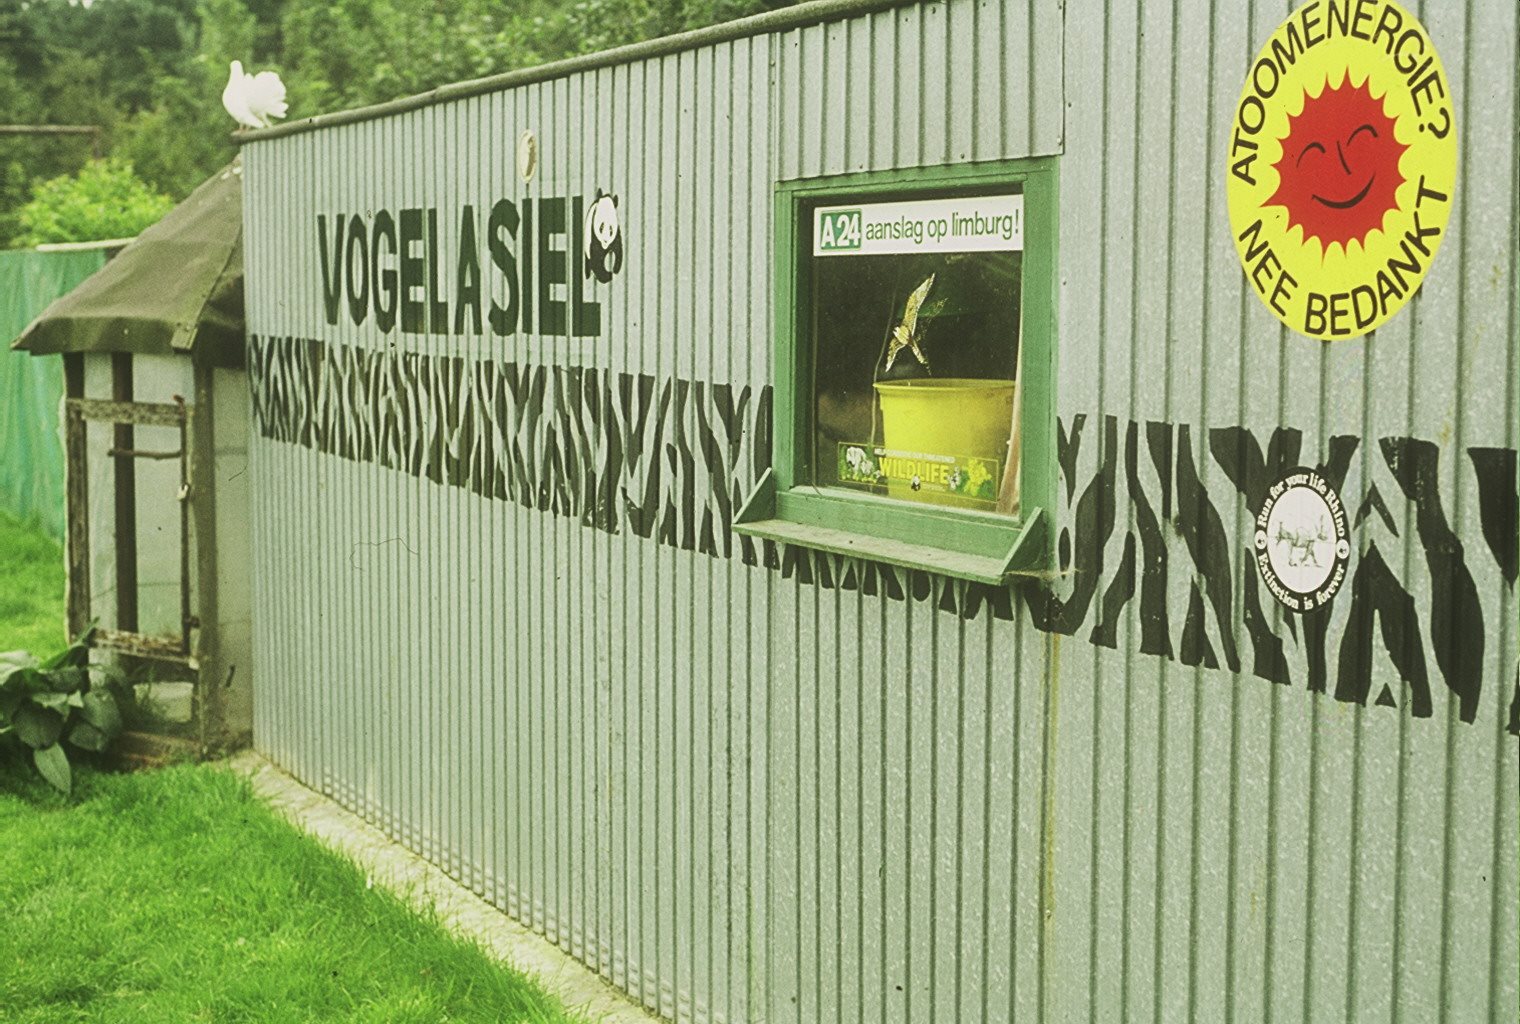 VOGELASIEL
A24 aanslag op limburg!
WILDLIFE
ATOOMENERGIE?
NEE BEDANKT
Run for your life Rhino
Extinction is forever